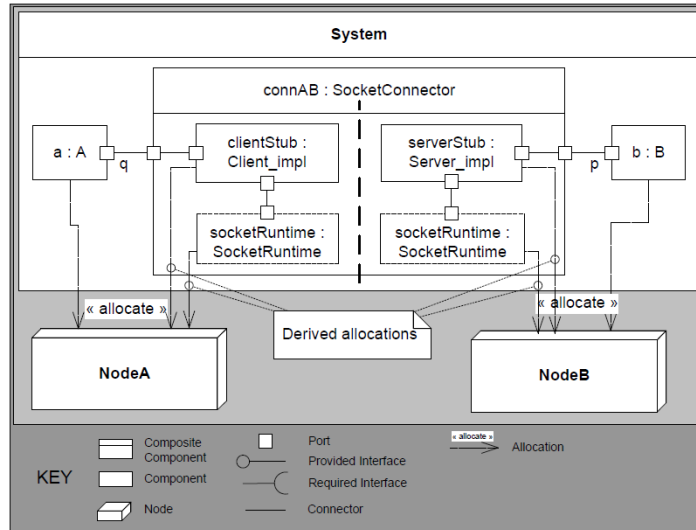 System
connAB : SocketConnector
a : A
q
clientStub :
Client_impl
serverStub :
Server_impl
p
b : B
socketRuntime :
SocketRuntime
socketRuntime :
SocketRuntime
« allocate »
« allocate »
Derived allocations
NodeA
NodeB
KEY
Composite
Component
Component
Node
Port
Provided Interface
Required Interface
Connector
« allocate »
Allocation